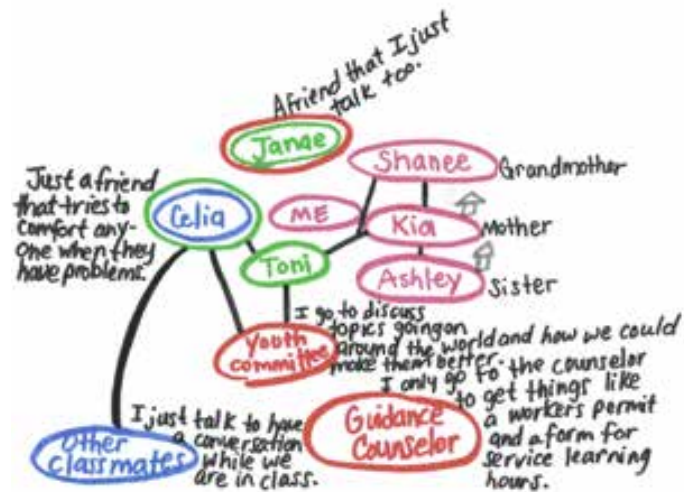 A friend that I just
talk too.
Janae
Shanee
Grandmother
Just a friend
that tries to
comfort any-
one when they
have problems.
Celia
ME
Kia
Mother
Toni
Ashley
Sister
I go to discuss
topics going on
around the world and how we could
make them better.
Youth
committee
I only go to the counselor
to get things like
a workers permit
and a form for
service learning
hours.
Guidance
Counselor
I just talk to have
a conversation
while we
are in class.
Other
classmates